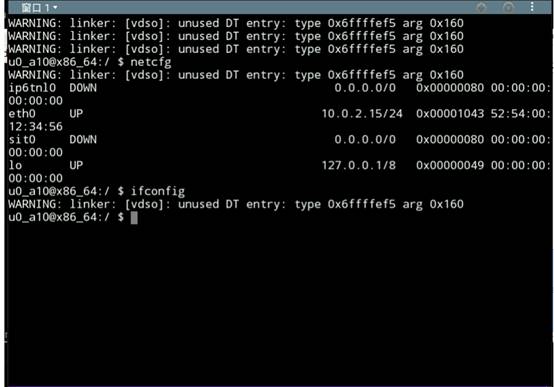 窗口 1
WARNING: linker: [vdso]: unused DT entry: type 0x6ffffef5 arg 0x160
WARNING: linker: [vdso]: unused DT entry: type 0x6ffffef5 arg 0x160
WARNING: linker: [vdso]: unused DT entry: type 0x6ffffef5 arg 0x160
u0_a10@x86_64:/ $ netcfg
WARNING: linker: [vdso]: unused DT entry: type 0x6ffffef5 arg 0x160
ip6tnl0 DOWN 0.0.0.0/0 0x00000080 00:00:00:
00:00:00
eth0 UP 10.0.2.15/24 0x00001043 52:54:00:
12:34:56
sit0 DOWN 0.0.0.0/0 0x00000080 00:00:00:
00:00:00
lo UP 127.0.0.1/8 0x00000049 00:00:00:
00:00:00
u0_a10@x86_64:/ $ ifconfig
WARNING: linker: [vdso]: unused DT entry: type 0x6ffffef5 arg 0x160
u0_a10@x86_64:/ $